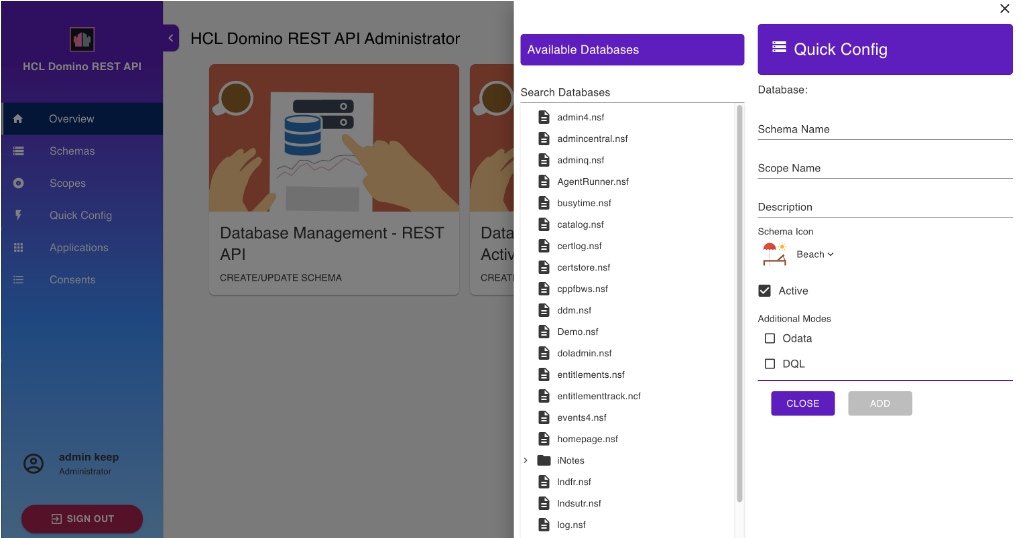 HCL Domino REST API
Overview
Schemas
Scopes
Quick Config
Applications
Consents
admin keep
Administrator
SIGN OUT
HCL Domino REST API Administrator
Database Management - REST
API
CREATE/UPDATE SCHEMA
Data
Activ
CREAT
Available Databases
Search Databases
admin4.nsf
admincentral.nsf
adminq.nsf
AgentRunner.nsf
busytime.nsf
catalog.nsf
certlog.nsf
certstore.nsf
cppfbws.nsf
ddm.nsf
Demo.nsf
doladmin.nsf
entitlements.nsf
entitlementtrack.ncf
events4.nsf
homepage.nsf
iNotes
lndfr.nsf
lndsutr.nsf
log.nsf
Quick Config
Database:
Schema Name
Scope Name
Description
Schema Icon
Beach
Active
Additional Modes
Odata
DQL
CLOSE
ADD